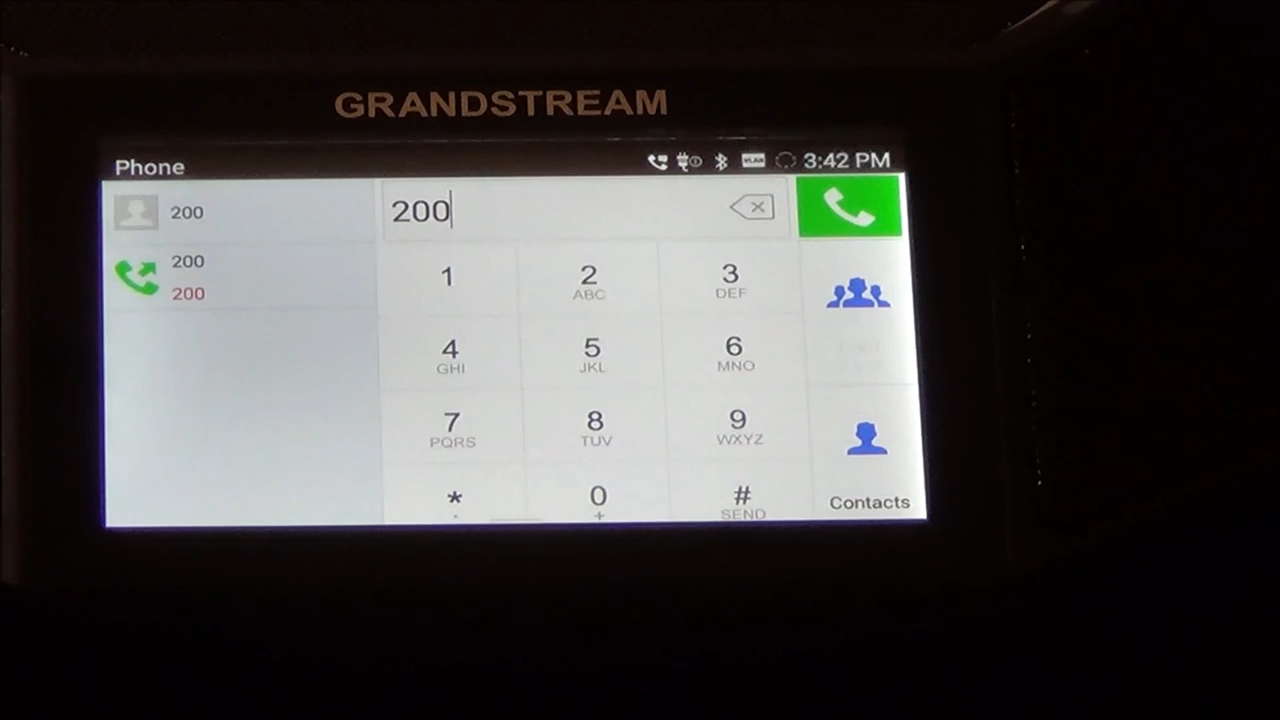 GRANDSTREAM
Phone
VLAN
3:42 PM
200
200
200
200
1
2
ABC
3
DEF
4
GHI
5
JKL
6
MNO
7
PQRS
8
TUV
9
WXYZ
*
0
+
#
SEND
Contacts